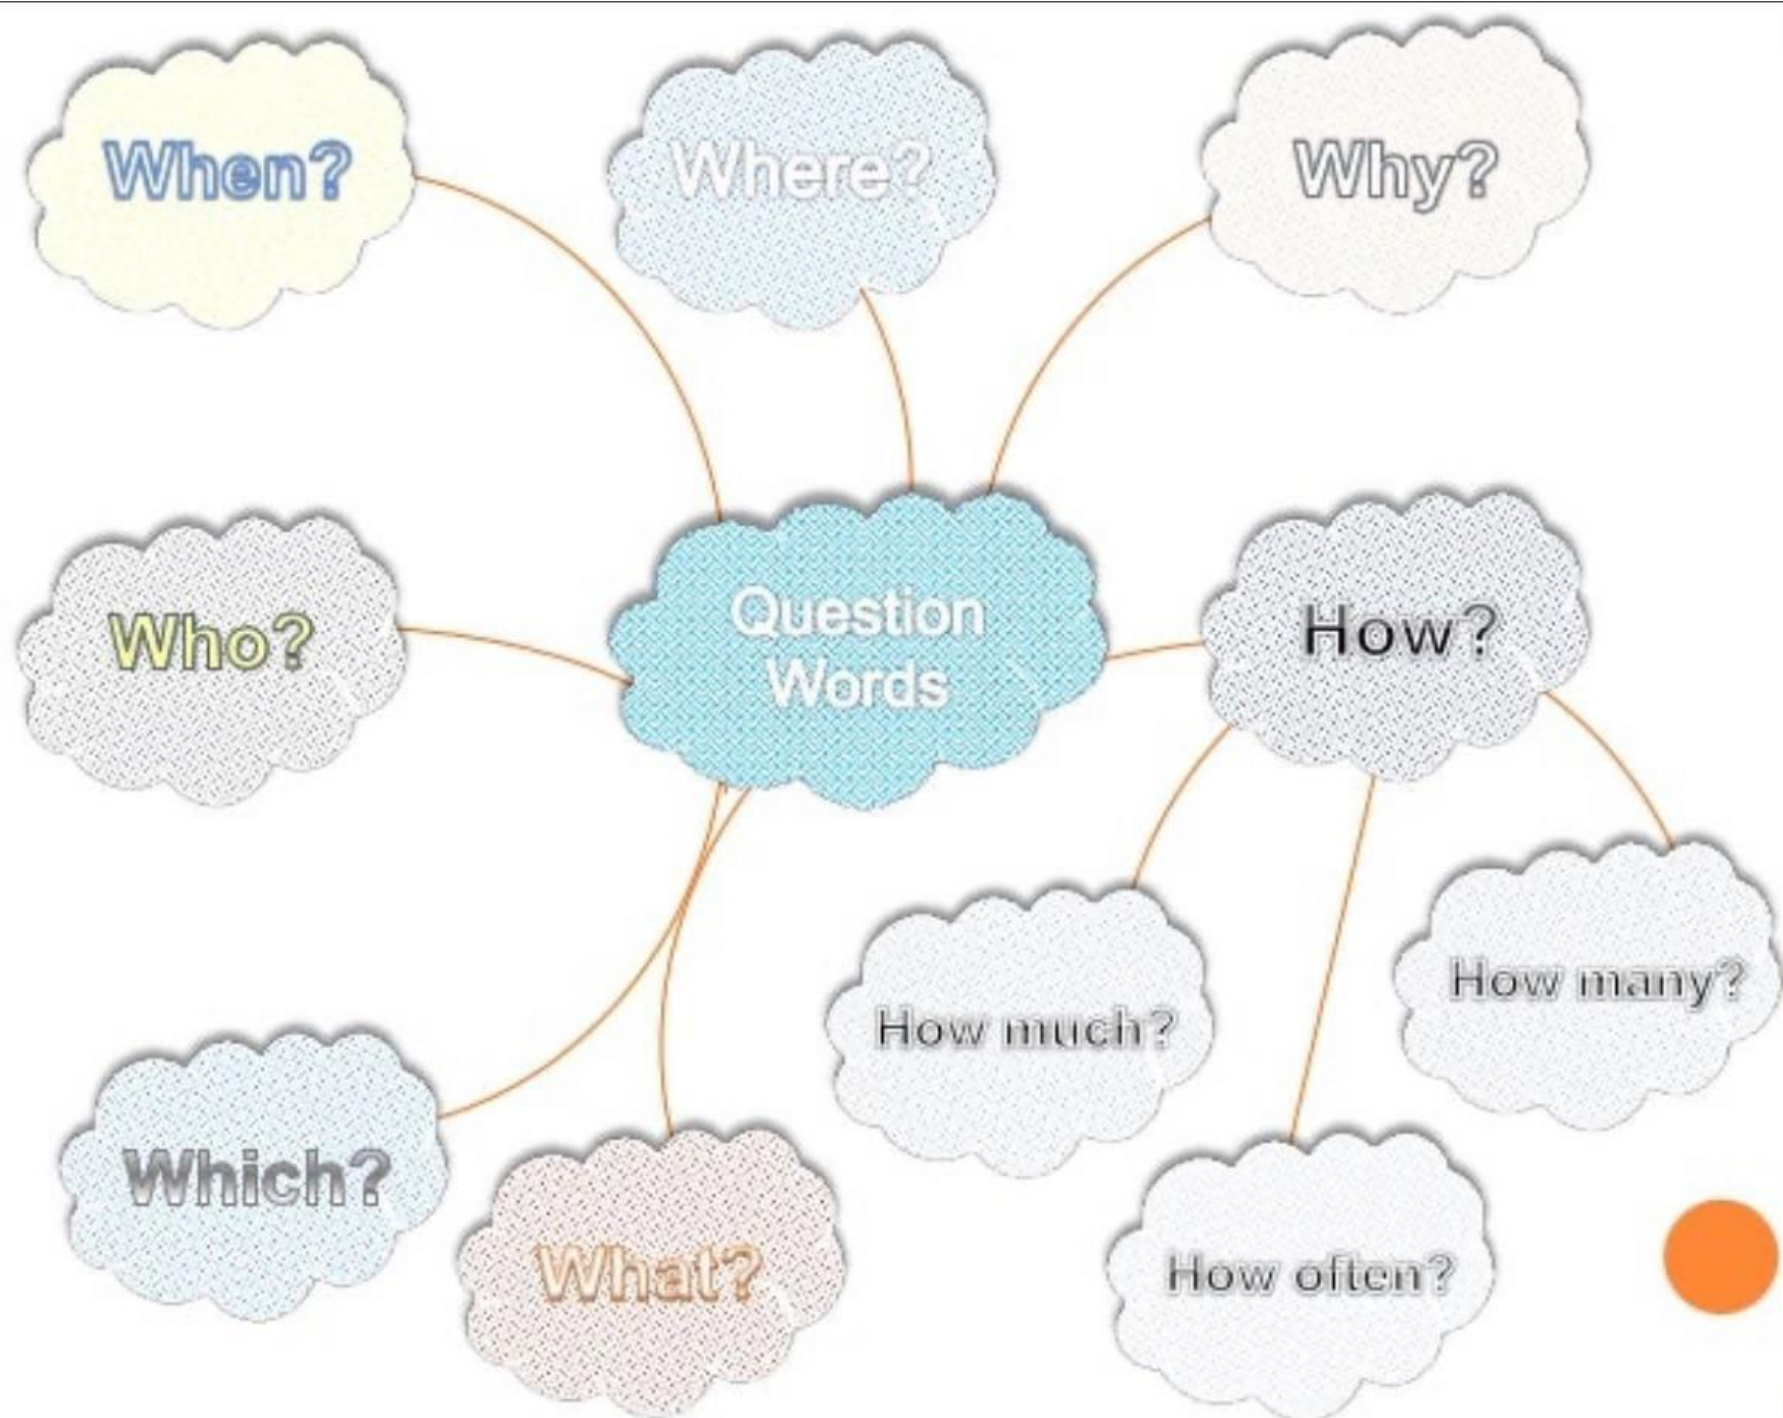 When?
Where?
Why?
Who?
Question
Words
How?
How much?
How many?
Which?
What?
How often?